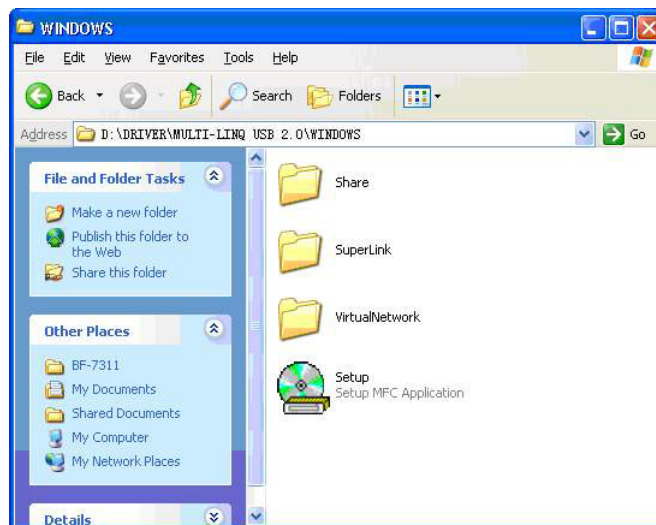 WINDOWS
File Edit View Favorites Tools Help
Back Search Folders
Address D:\DRIVER\MULTI-LINQ USB 2.0\WINDOWS Go
File and Folder Tasks
Make a new folder
Publish this folder to
the Web
Share this folder
Other Places
BF-7311
My Documents
Shared Documents
My Computer
My Network Places
Details
Share
SuperLink
VirtualNetwork
Setup
Setup MFC Application